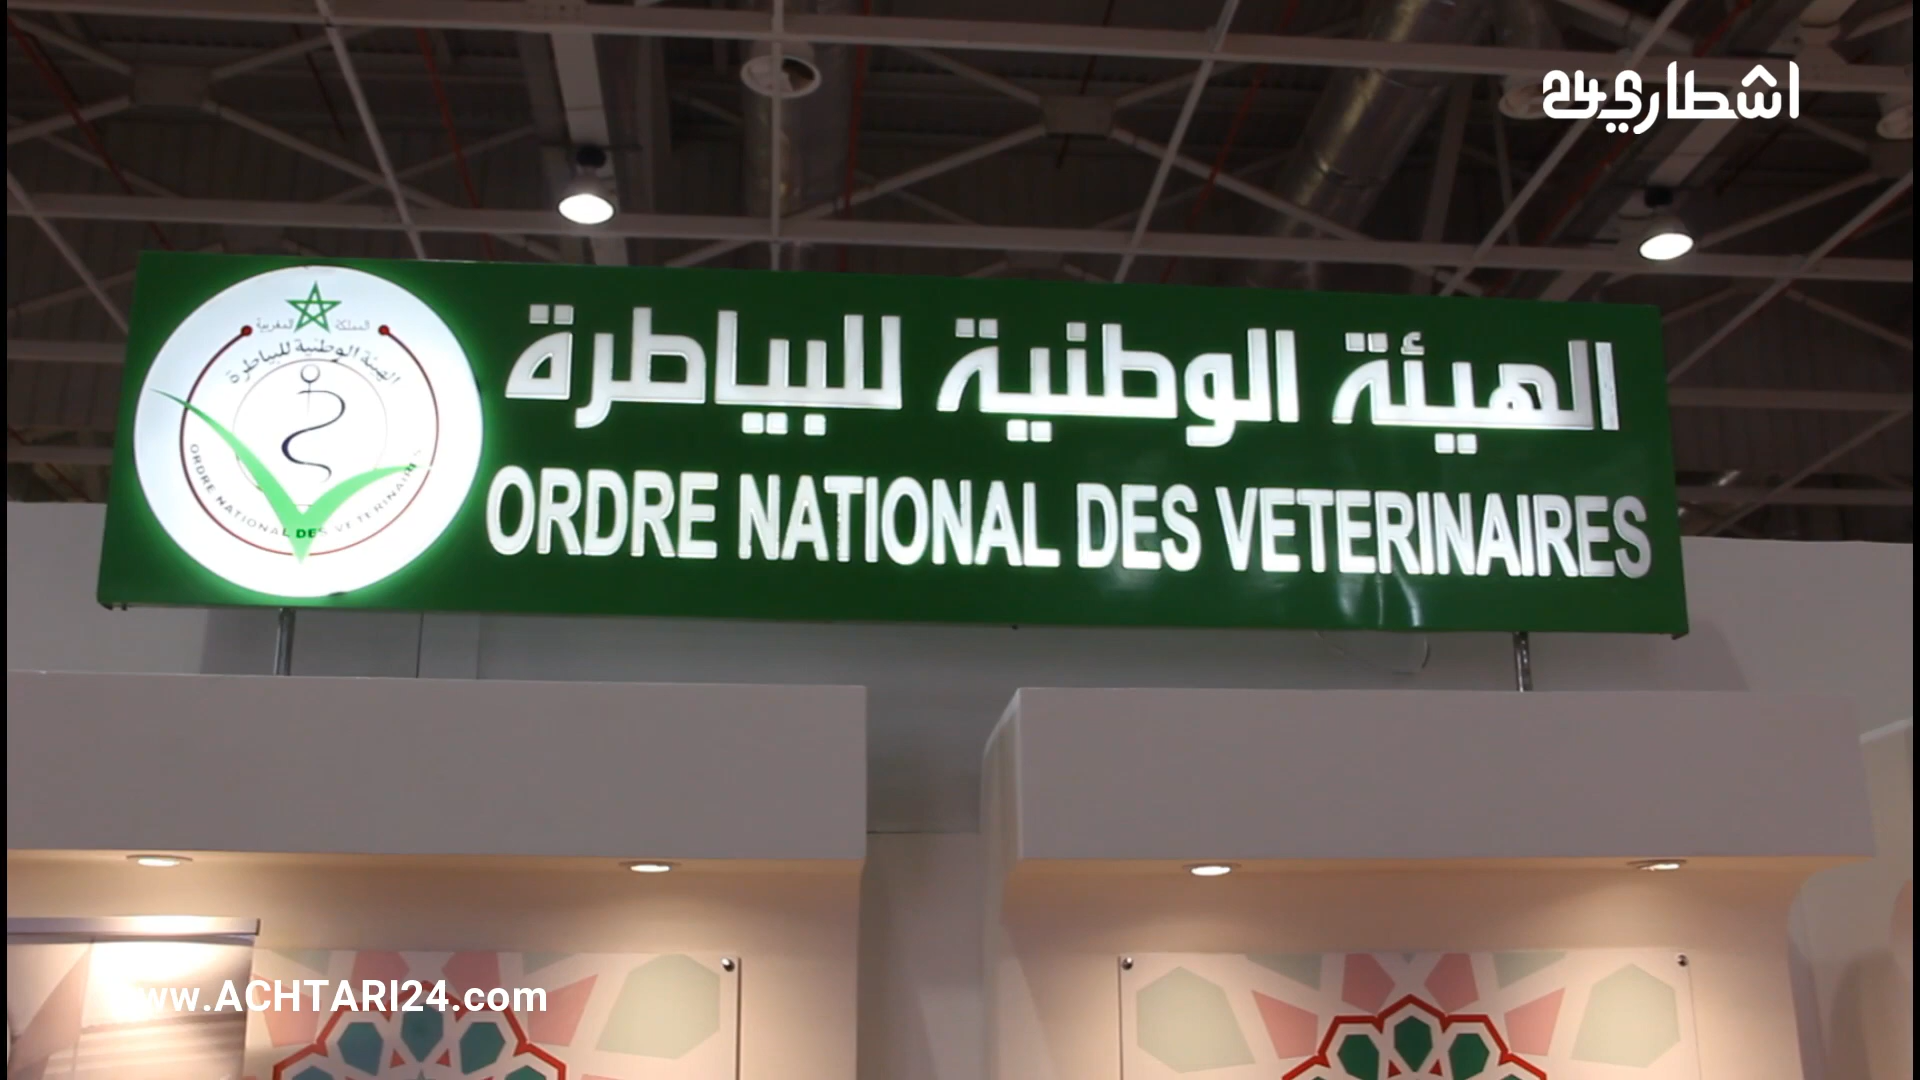 اشطاري24
المملكة المغربية
الهيئة الوطنية للبياطرة
ORDRE NATIONAL DES VETERINAIRES
الهيئة الوطنية للبياطرة
ORDRE NATIONAL DES VETERINAIRES
www.ACHTARI24.com